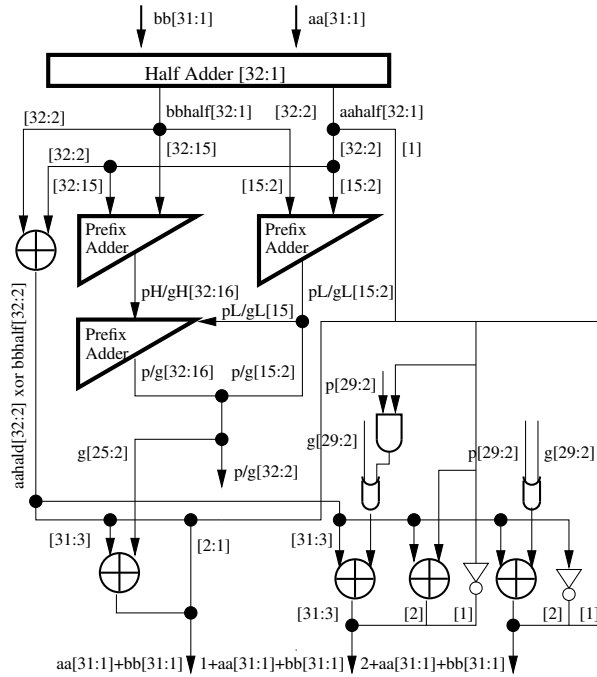 bb[31:1]
aa[31:1]
Half Adder [32:1]
bbhalf[32:1]
[32:2]
aahalf[32:1]
[32:2]
[32:2]
[32:15]
[32:2]
[1]
[32:15]
[15:2]
[15:2]
Prefix
Adder
Prefix
Adder
pH/gH[32:16]
pL/gL[15:2]
pL/gL[15]
Prefix
Adder
p/g[32:16]
p/g[15:2]
p[29:2]
aahald[32:2] xor bbhalf[32:2]
g[25:2]
g[29:2]
p[29:2]
g[29:2]
p/g[32:2]
[31:3]
[2:1]
[31:3]
[31:3]
[2]
[1]
[2]
[1]
aa[31:1]+bb[31:1]
1+aa[31:1]+bb[31:1]
2+aa[31:1]+bb[31:1]